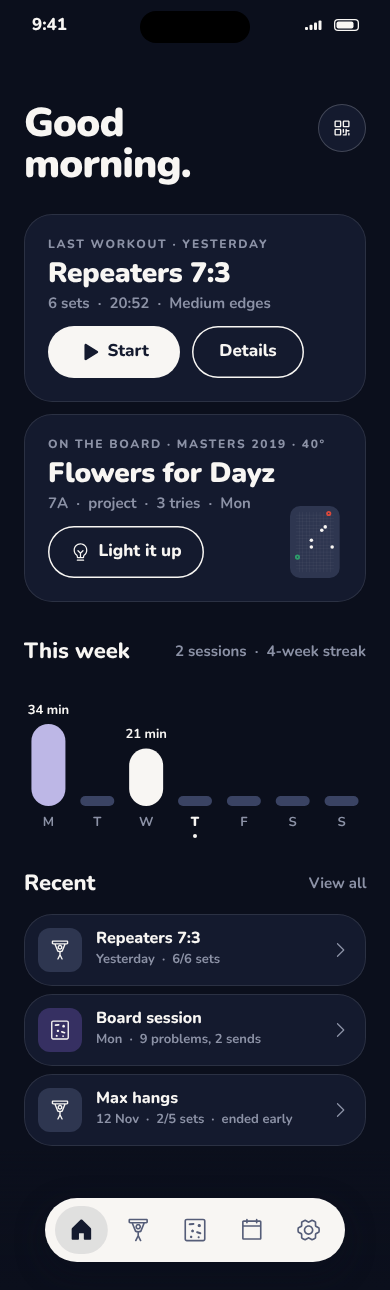 9:41
Good
morning.
LAST WORKOUT · YESTERDAY
Repeaters 7:3
6 sets · 20:52 · Medium edges
Start
Details
ON THE BOARD · MASTERS 2019 · 40°
Flowers for Dayz
7A · project · 3 tries · Mon
Light it up
This week
2 sessions · 4-week streak
34 min
21 min
M T W T F S S
Recent
View all
Repeaters 7:3
Yesterday · 6/6 sets
Board session
Mon · 9 problems, 2 sends
Max hangs
12 Nov · 2/5 sets · ended early